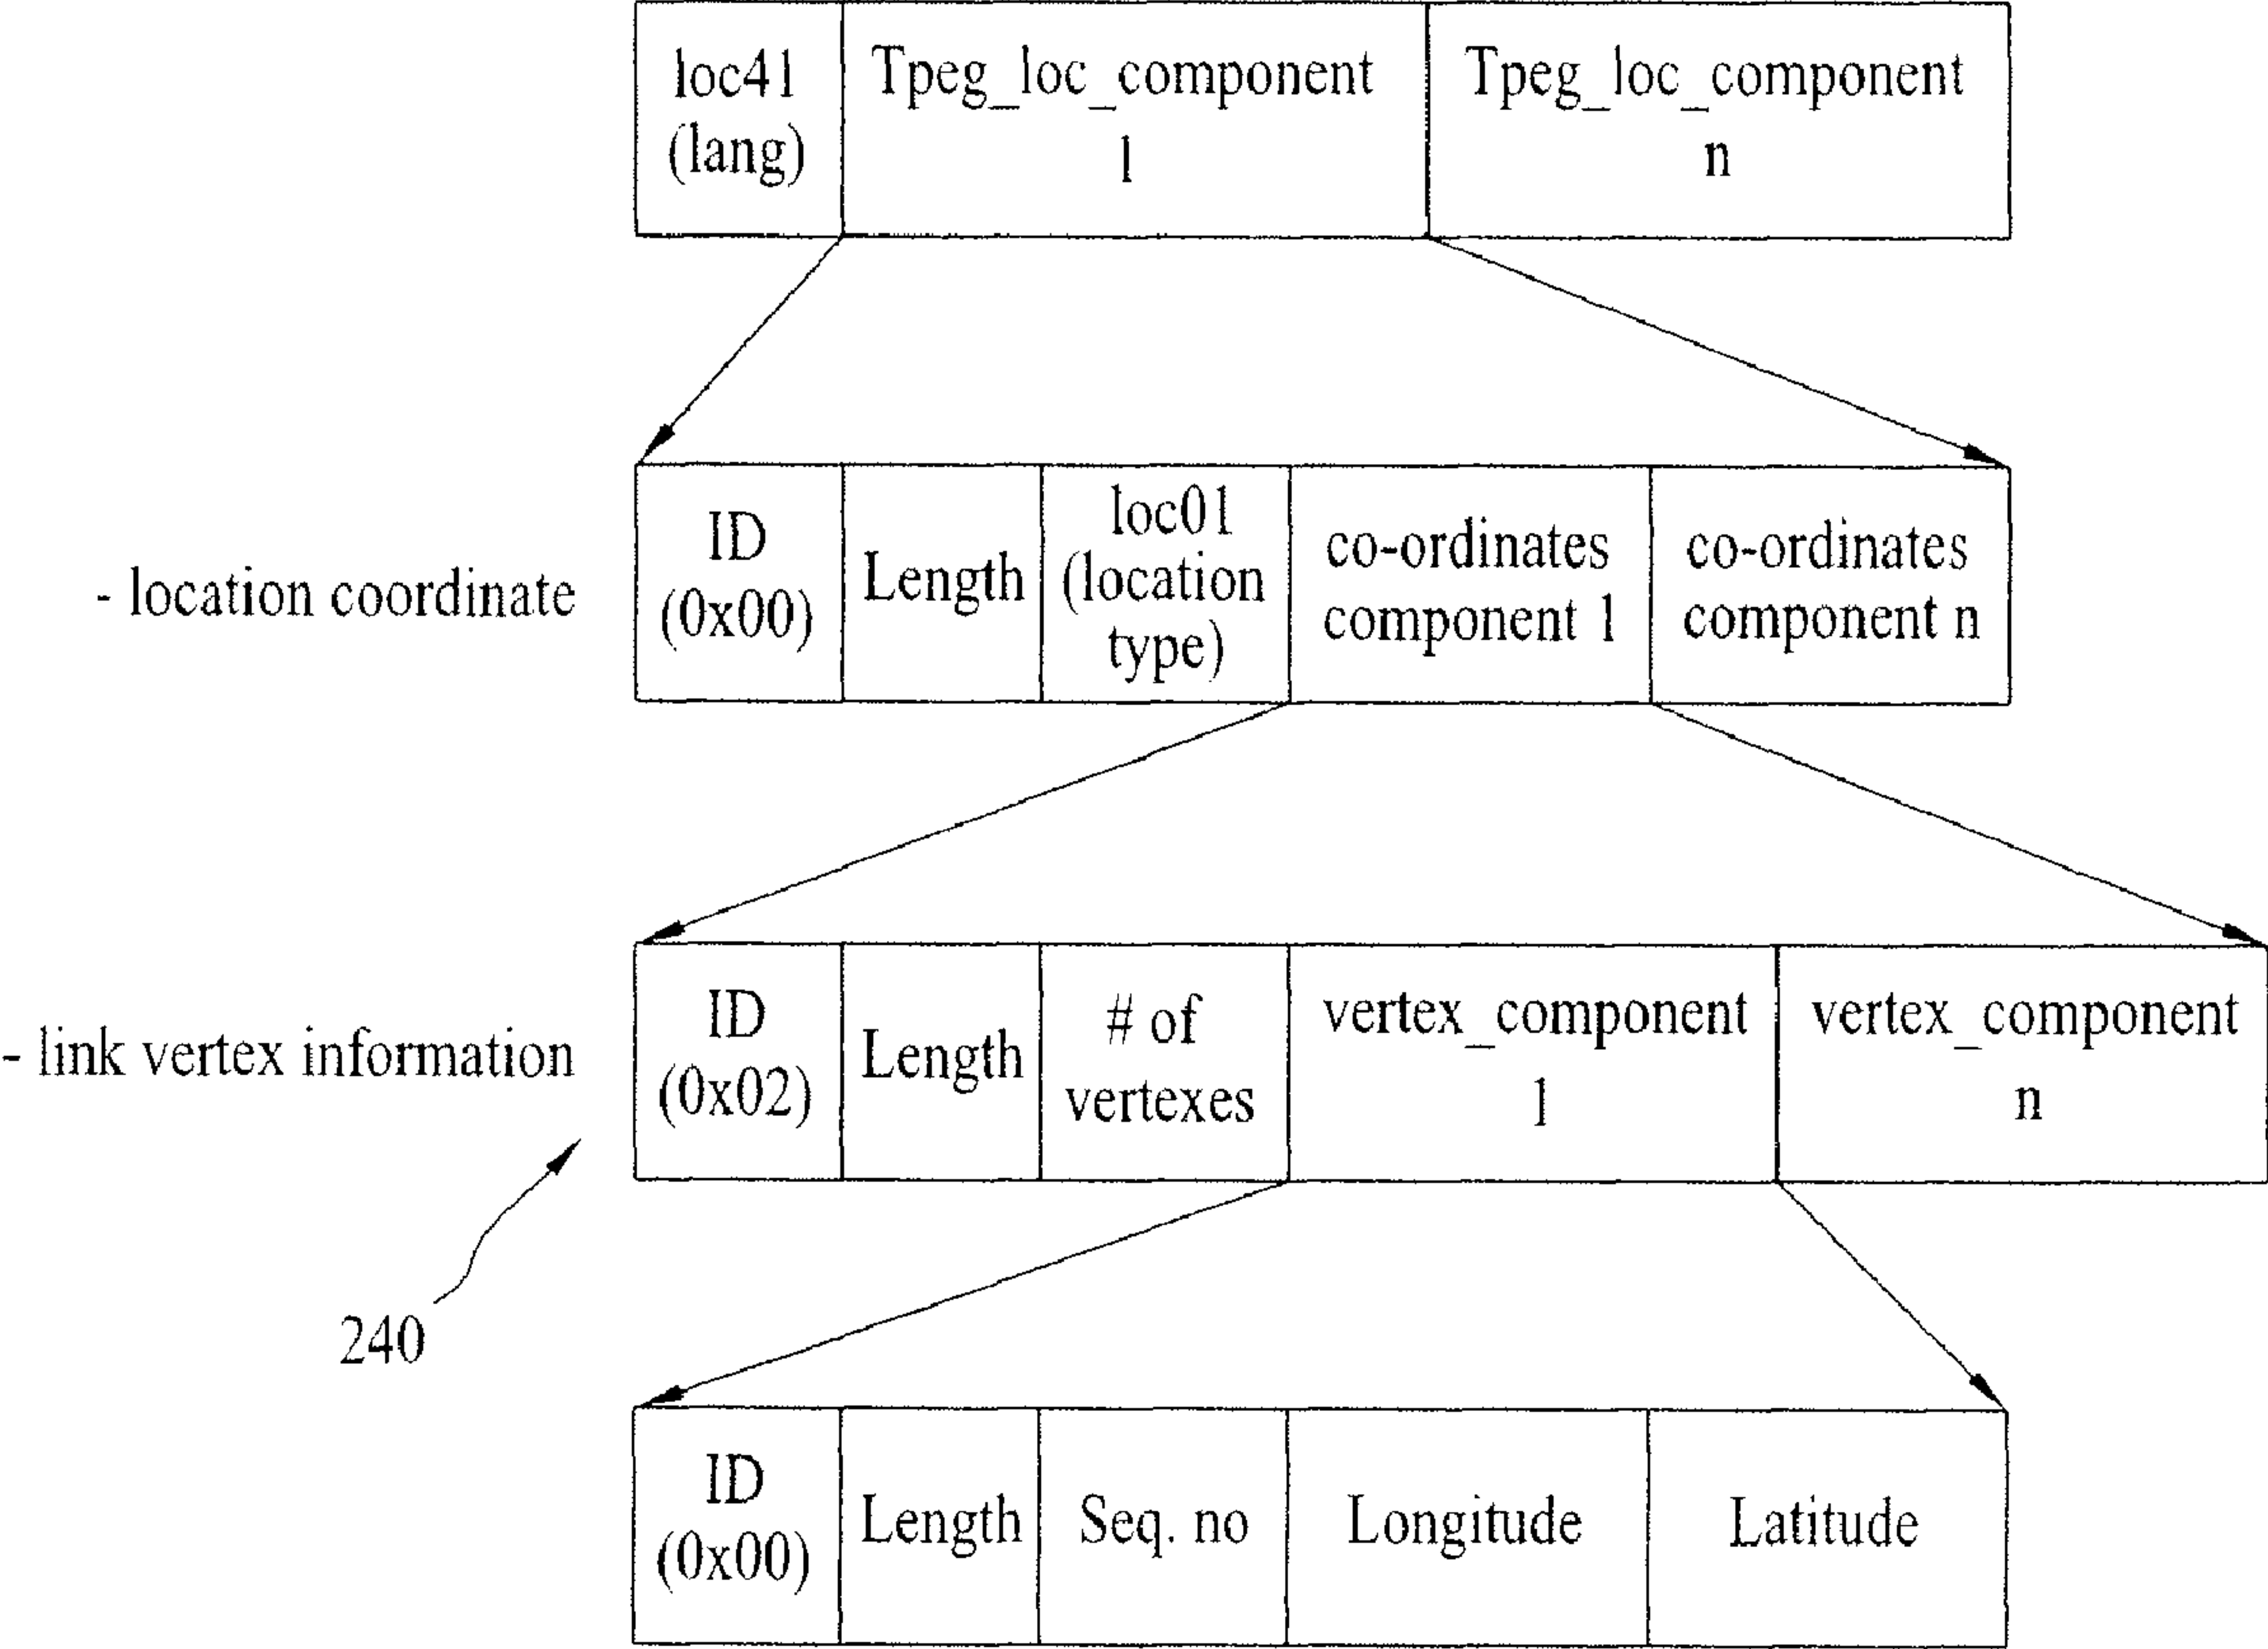 loc41
(lang)
Tpeg_loc_component
1
Tpeg_loc_component
n
- location coordinate
ID
(0x00)
Length
loc01
(location
type)
co-ordinates
component 1
co-ordinates
component n
- link vertex information
ID
(0x02)
Length
# of
vertexes
vertex_component
1
vertex_component
n
240
ID
(0x00)
Length
Seq. no
Longitude
Latitude